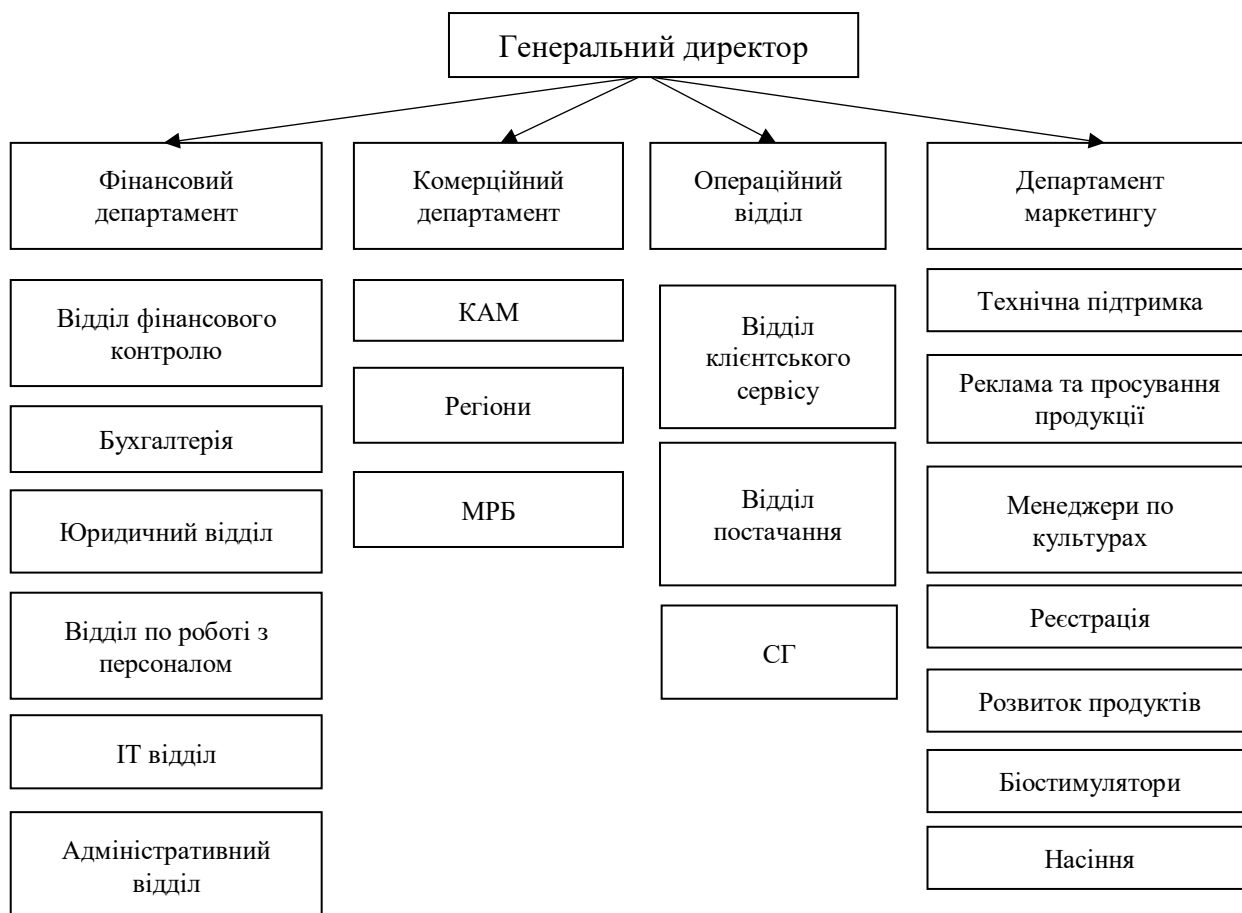 Генеральний директор
Фінансовий
департамент
Комерційний
департамент
Операційний
відділ
Департамент
маркетингу
Відділ фінансового
контролю
Бухгалтерія
Юридичний відділ
Відділ по роботі з
персоналом
ІТ відділ
Адміністративний
відділ
КАМ
Регіони
МРБ
Відділ
клієнтського
сервісу
Відділ
постачання
СГ
Технічна підтримка
Реклама та просування
продукції
Менеджери по
культурах
Реєстрація
Розвиток продуктів
Біостимулятори
Насіння